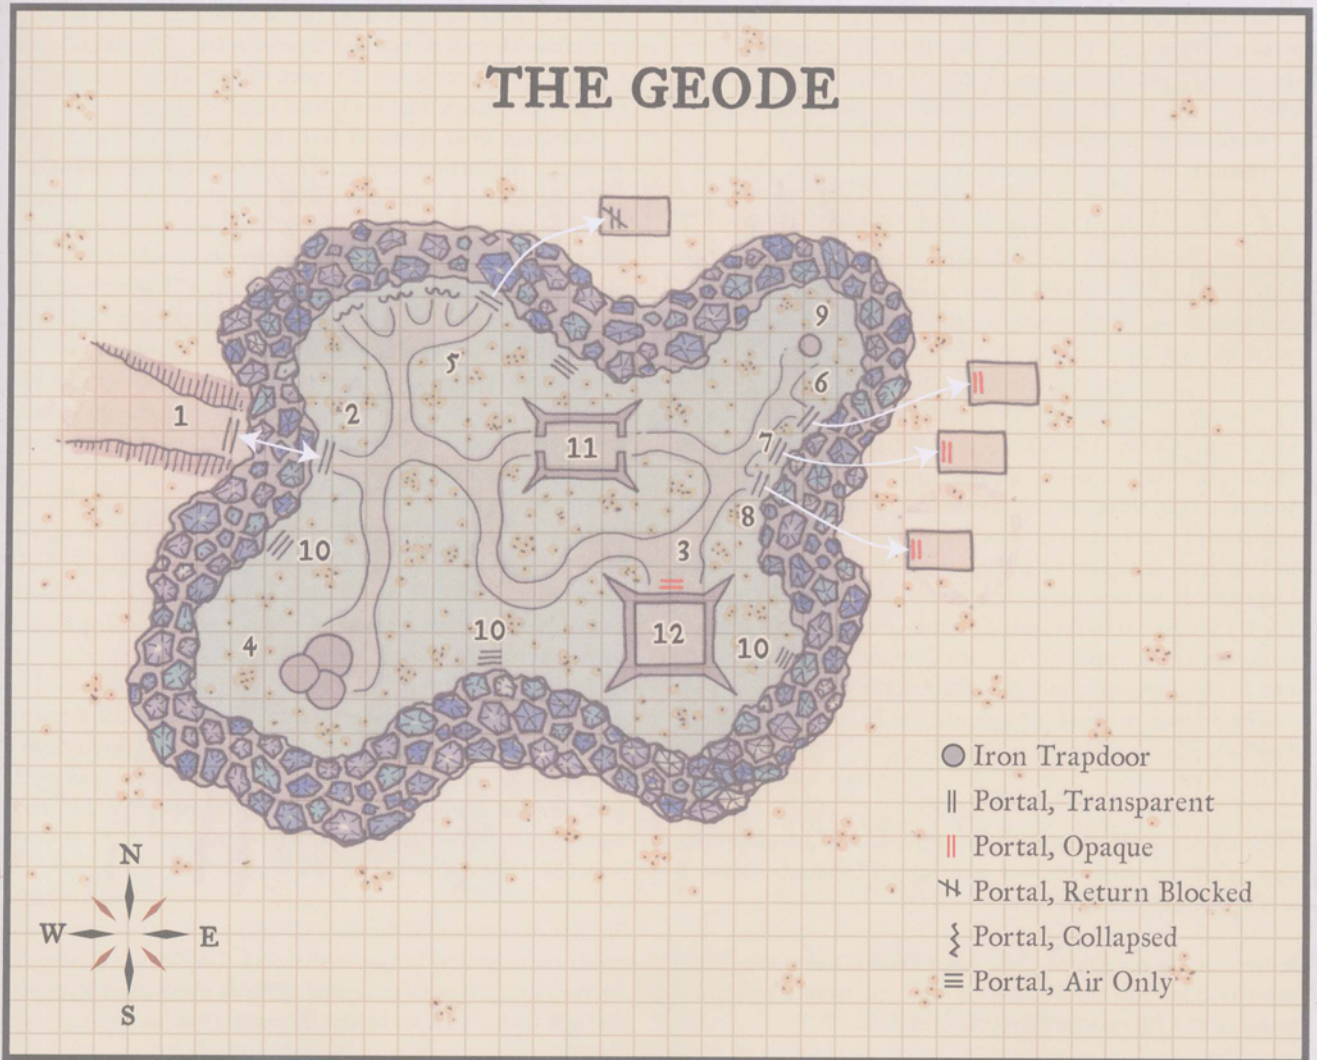 THE GEODE
9
5
6
1
2
7
11
8
10
3
10
12
4
10
Iron Trapdoor
Portal, Transparent
Portal, Opaque
Portal, Return Blocked
Portal, Collapsed
Portal, Air Only
N
W E
S